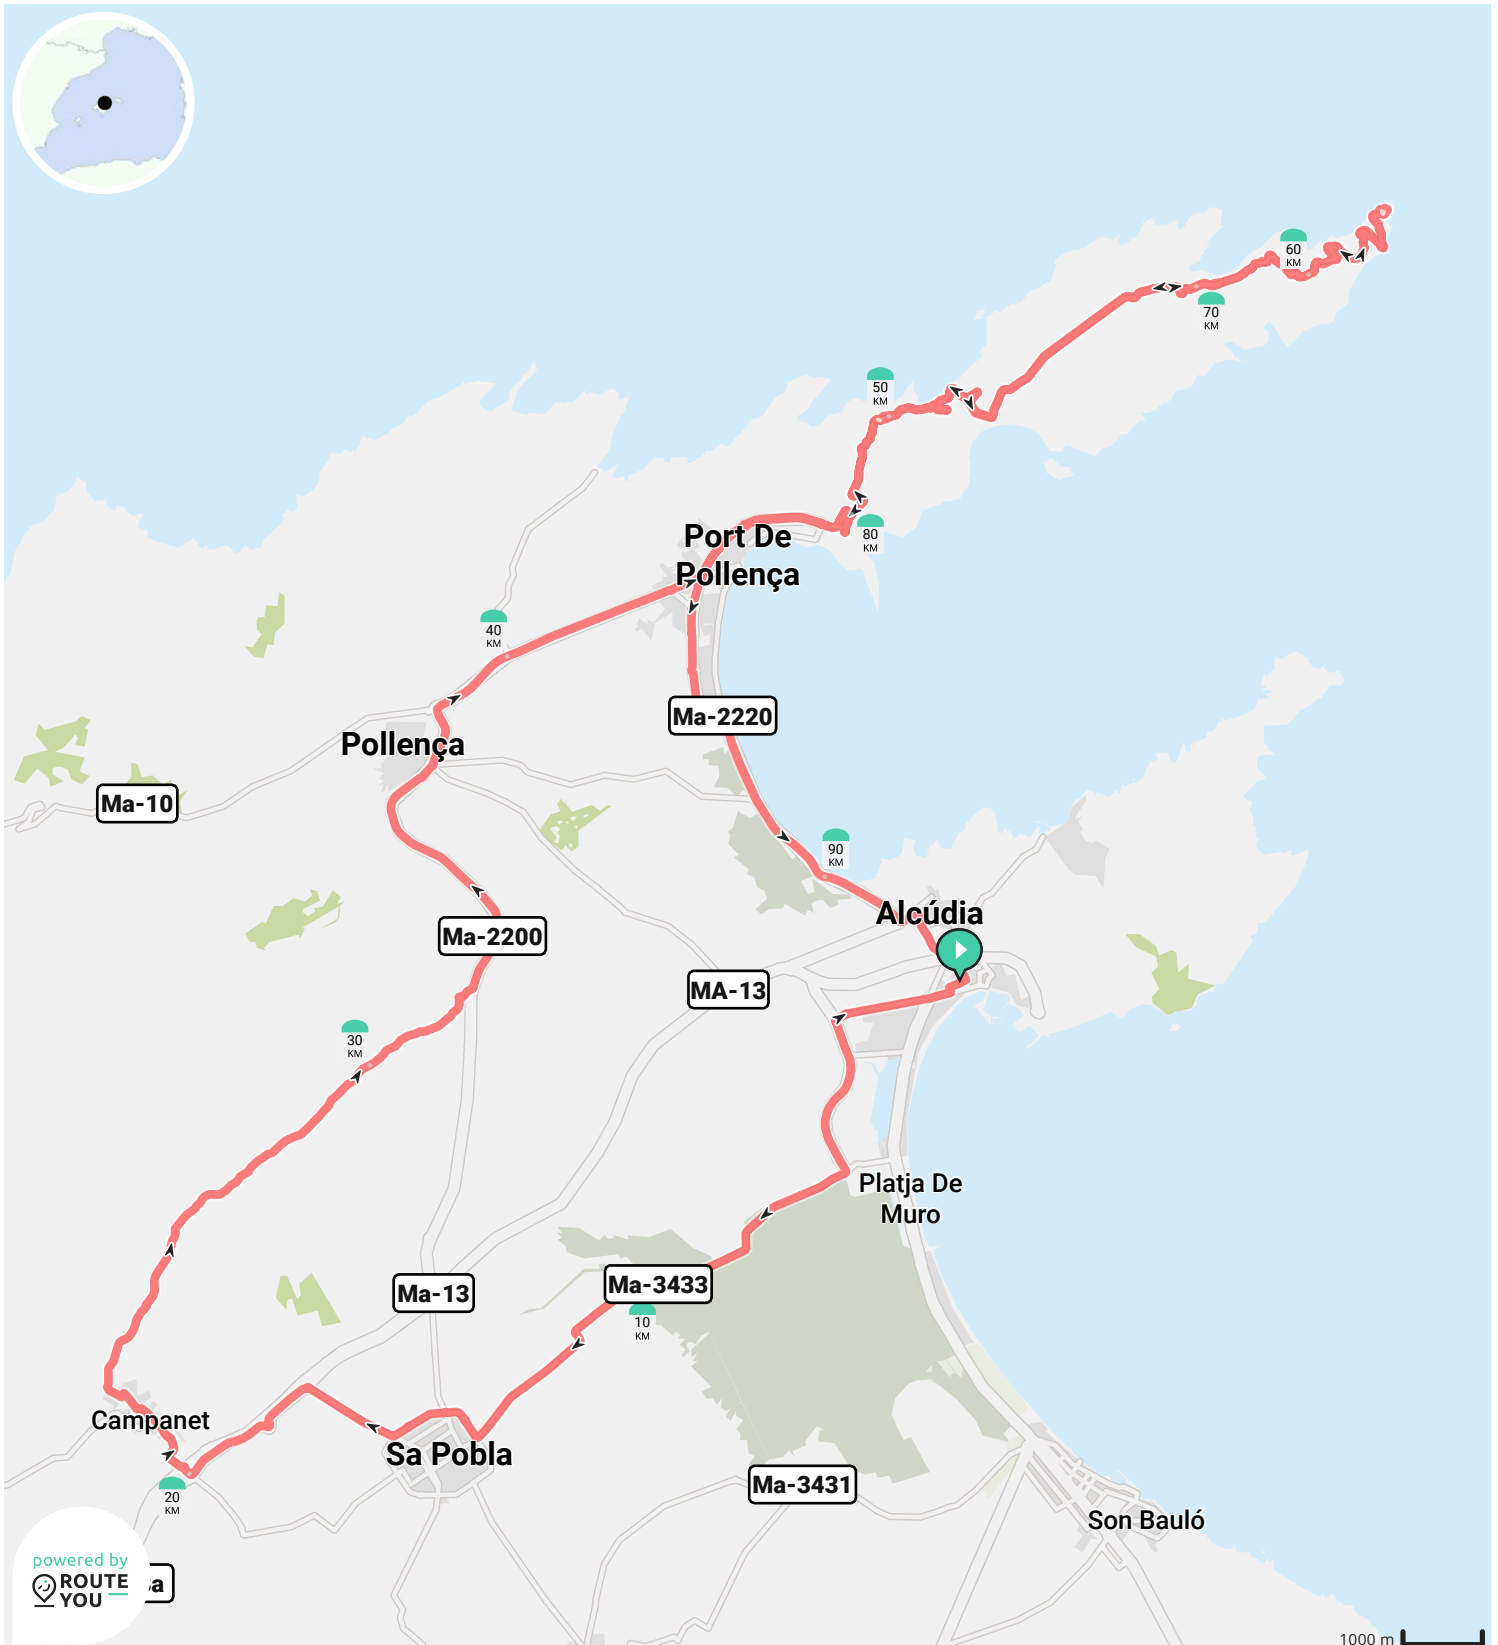 60
KM
70
KM
50
KM
80
KM
Port De
Pollença
40
KM
Ma-2220
Pollença
Ma-10
90
KM
Alcúdia
Ma-2200
MA-13
30
KM
Platja De
Muro
Ma-13
Ma-3433
10
KM
Campanet
Sa Pobla
Ma-3431
20
KM
Son Bauló
powered by
ROUTE
YOU
1000 m